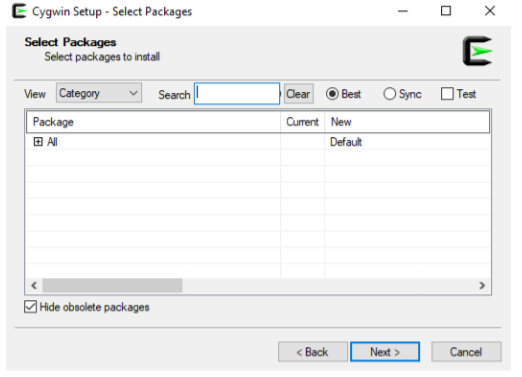 Cygwin Setup - Select Packages
Select Packages
Select packages to install
View Category Search Clear Best Sync Test
Package Current New
All Default
Hide obsolete packages
< Back Next > Cancel